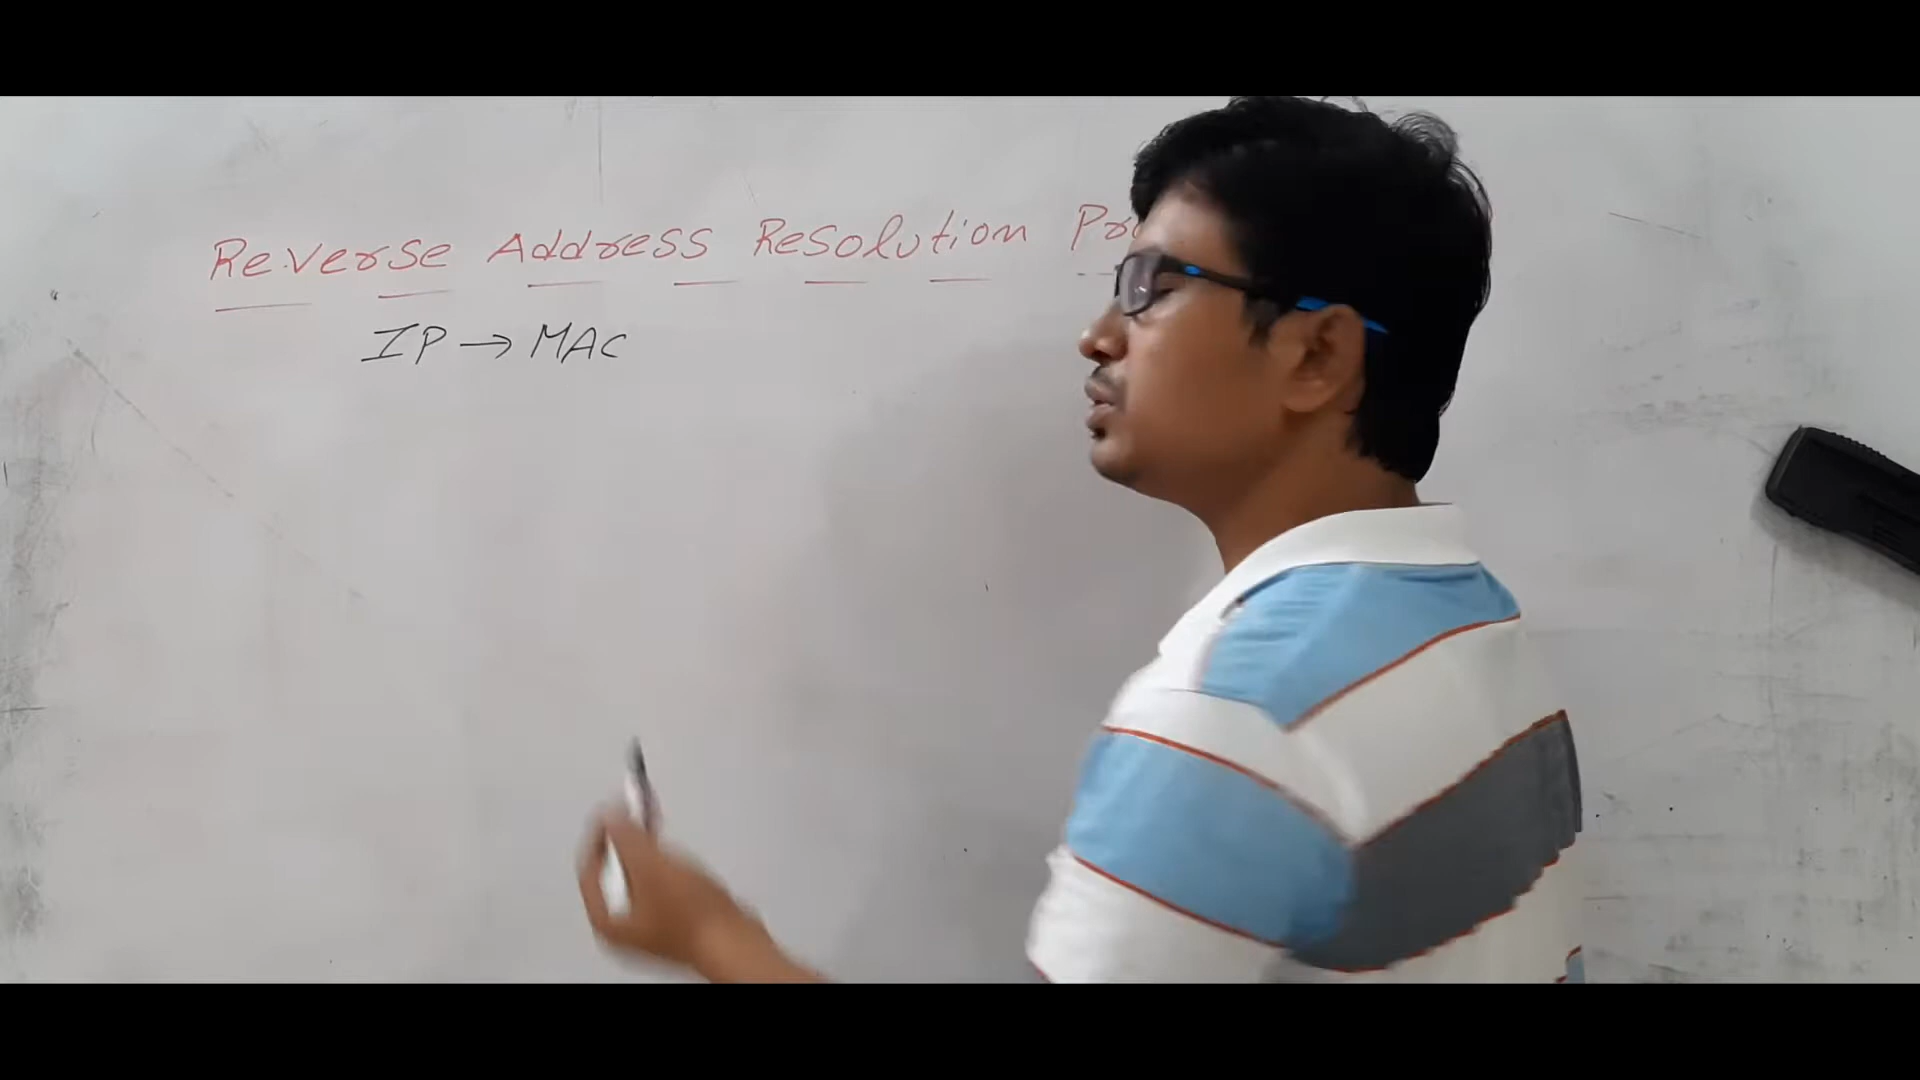 Reverse Address Resolution
IP → MAC